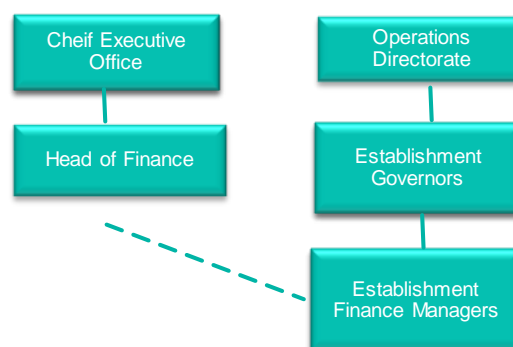 Cheif Executive
Office
Operations
Directorate
Head of Finance
Establishment
Governors
Establishment
Finance Managers